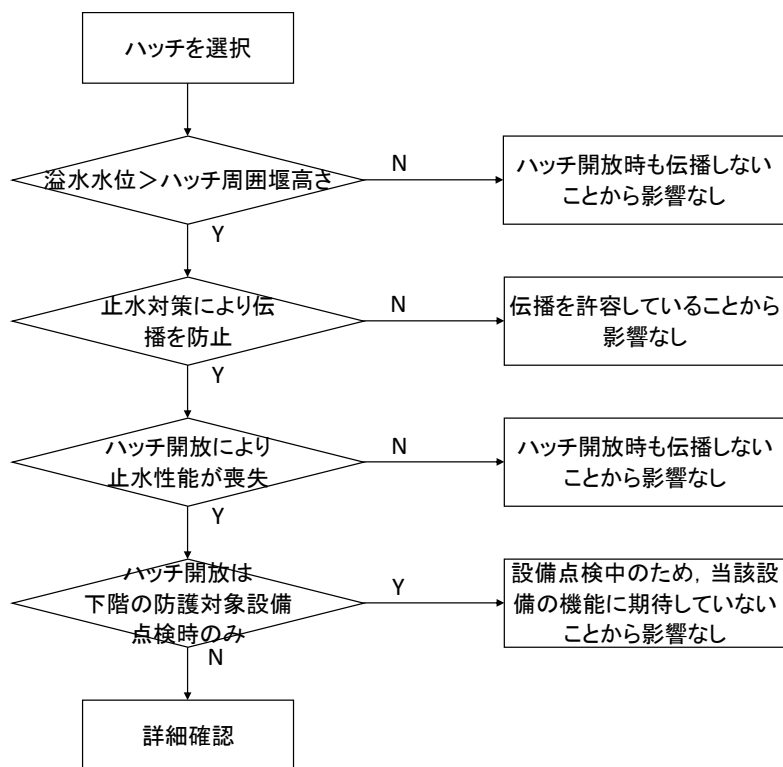 ハッチを選択
溢水水位＞ハッチ周囲堰高さ
N
ハッチ開放時も伝播しない
ことから影響なし
Y
止水対策により伝
播を防止
N
伝播を許容していることから
影響なし
Y
ハッチ開放により
止水性能が喪失
N
ハッチ開放時も伝播しない
ことから影響なし
Y
ハッチ開放は
下階の防護対象設備
点検時のみ
Y
設備点検中のため，当該設
備の機能に期待していない
ことから影響なし
N
詳細確認